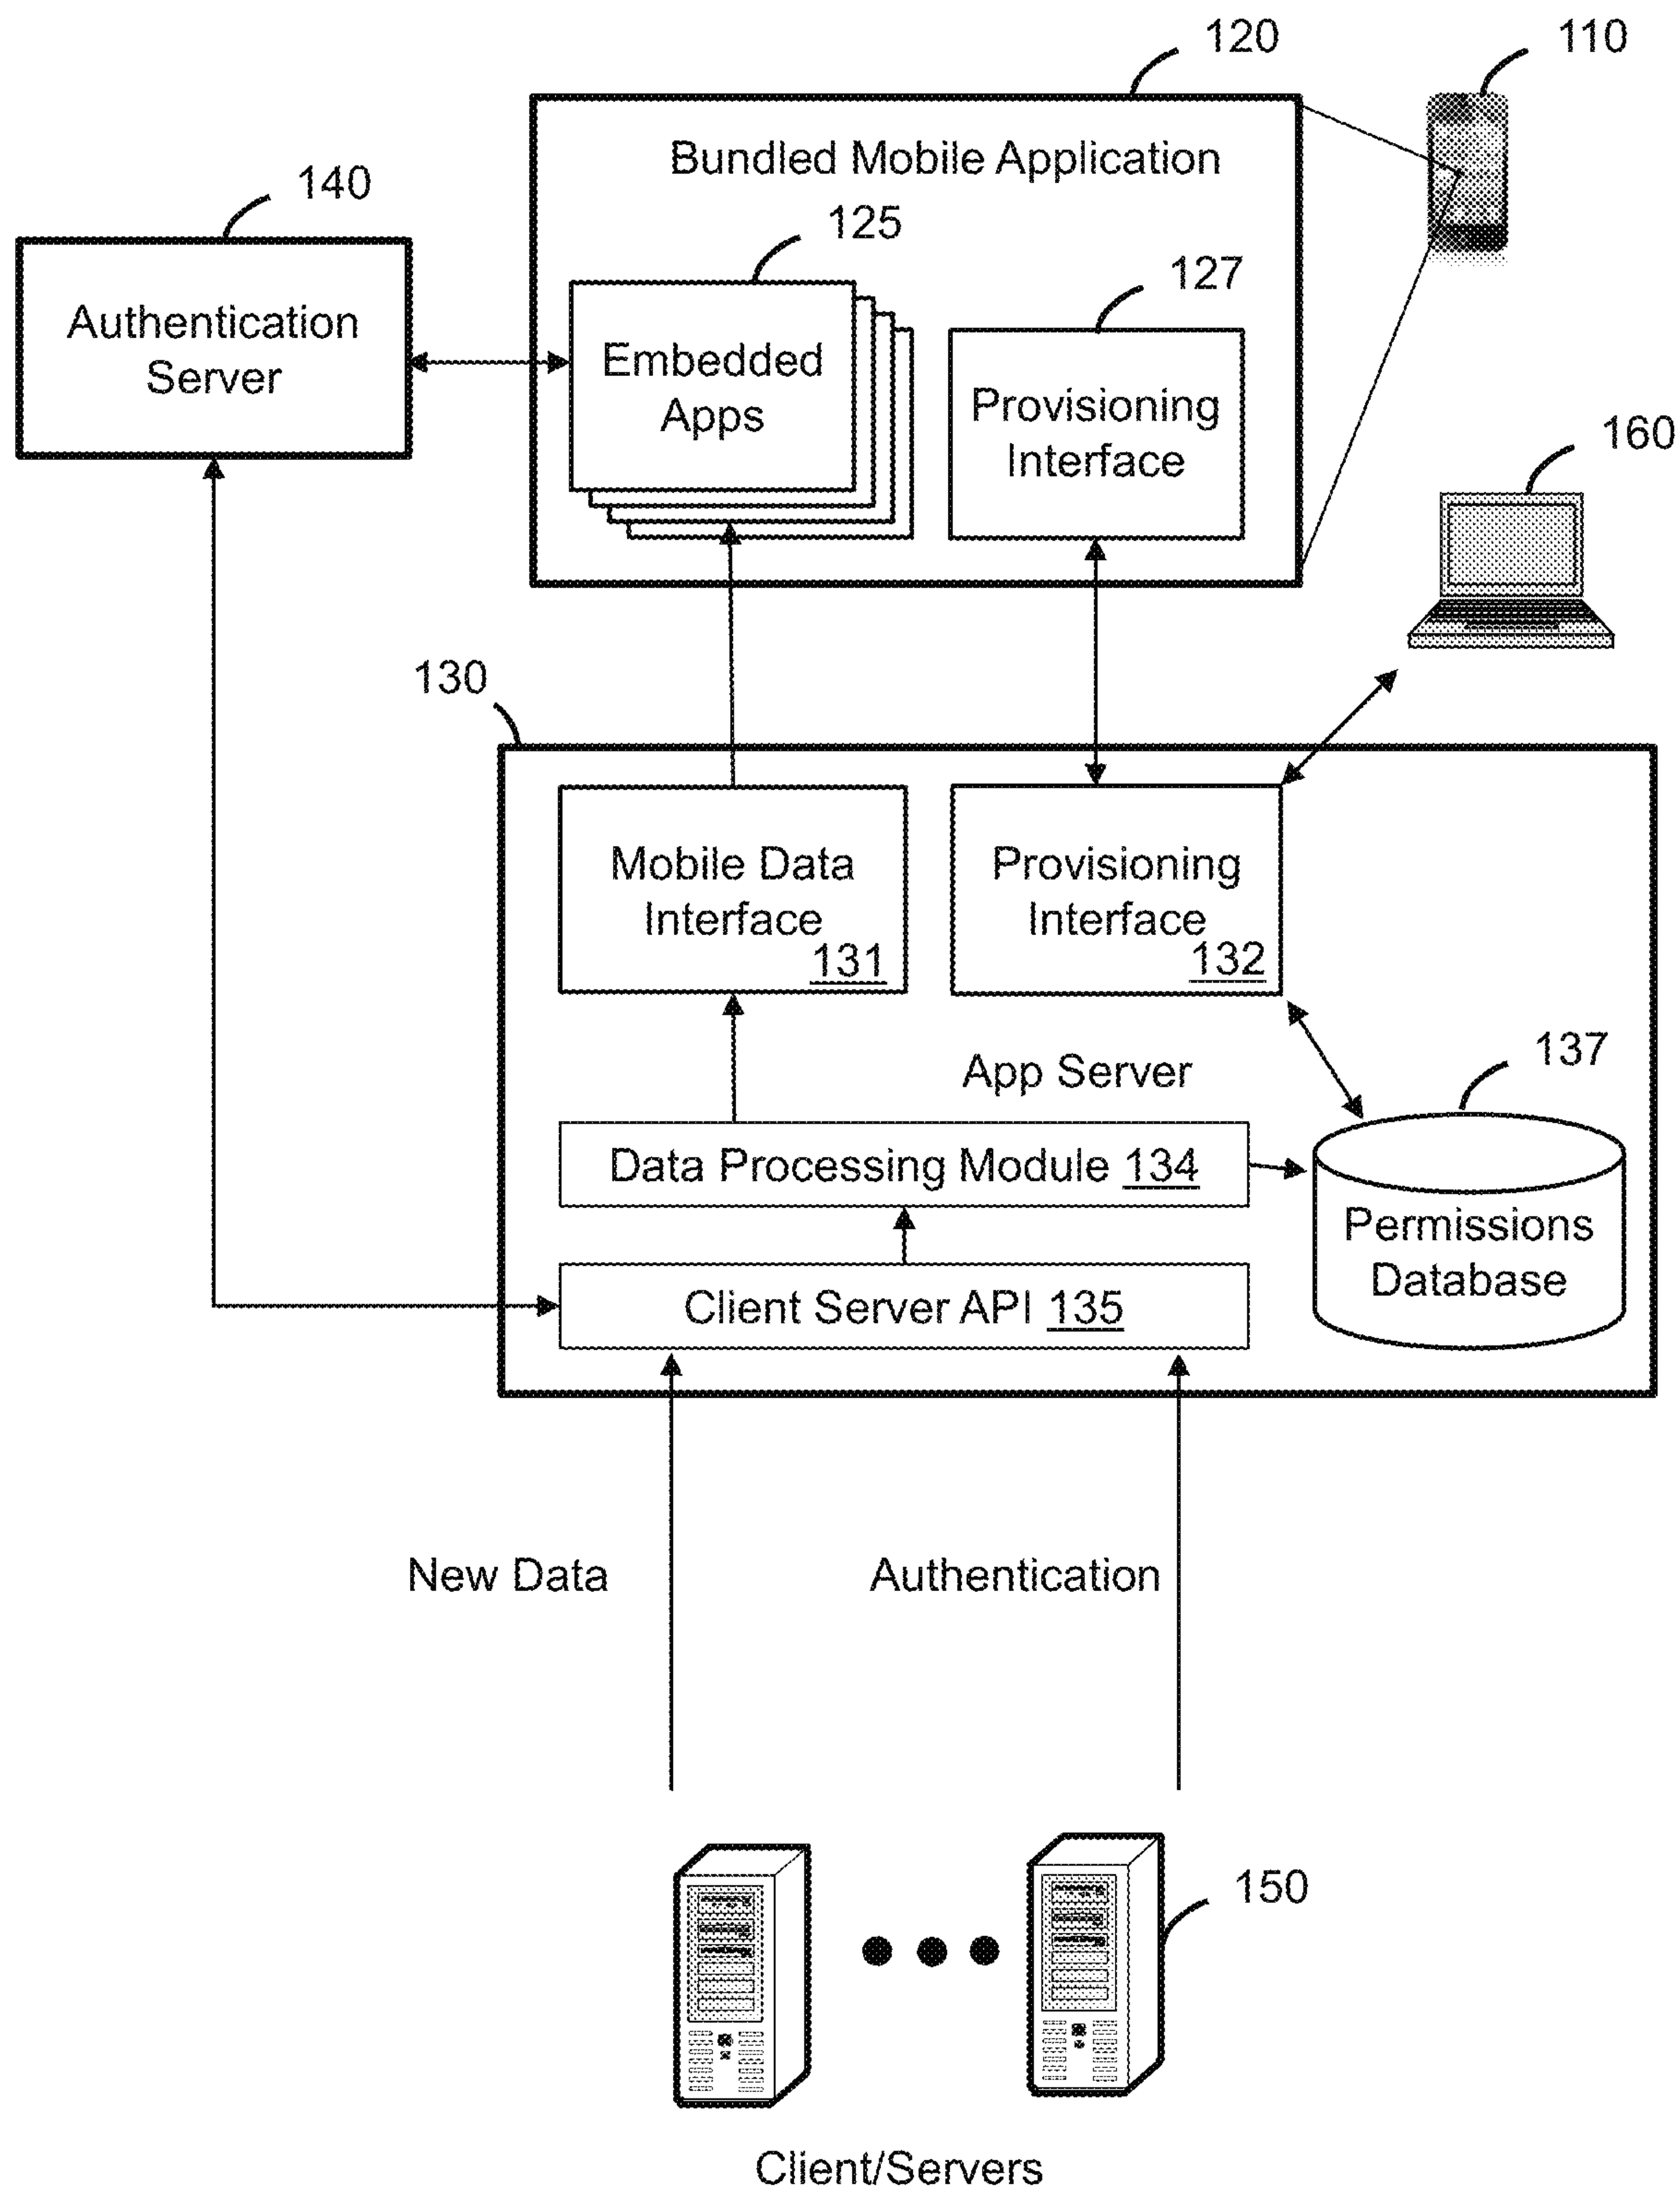 120
110
Bundled Mobile Application
140
125
127
Authentication
Server
Embedded
Apps
Provisioning
Interface
160
130
Mobile Data
Interface
131
Provisioning
Interface
132
App Server
137
Data Processing Module 134
Permissions
Database
Client Server API 135
New Data
Authentication
150
Client/Servers